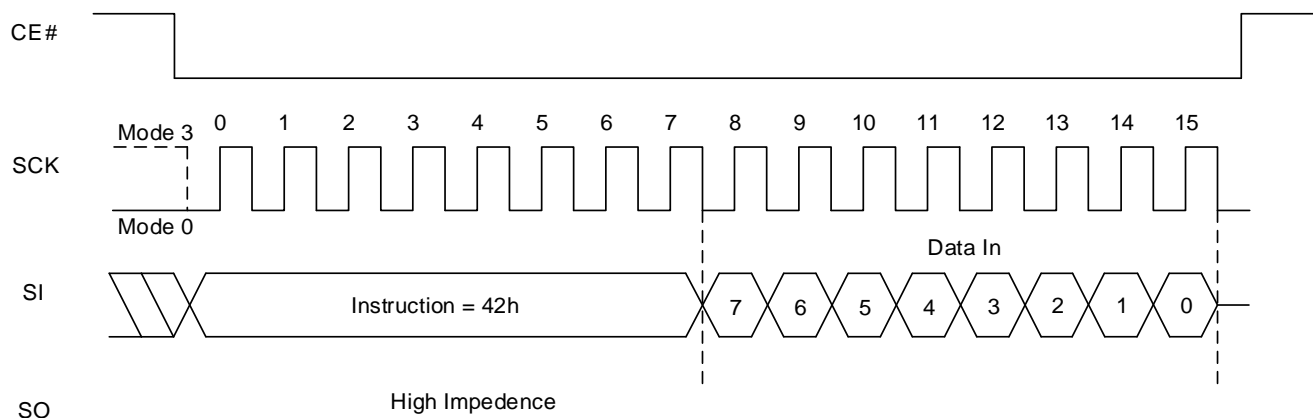 CE#
Mode 3
0 1 2 3 4 5 6 7 8 9 10 11 12 13 14 15
SCK
Mode 0
Data In
SI
Instruction = 42h
7 6 5 4 3 2 1 0
High Impedence
SO